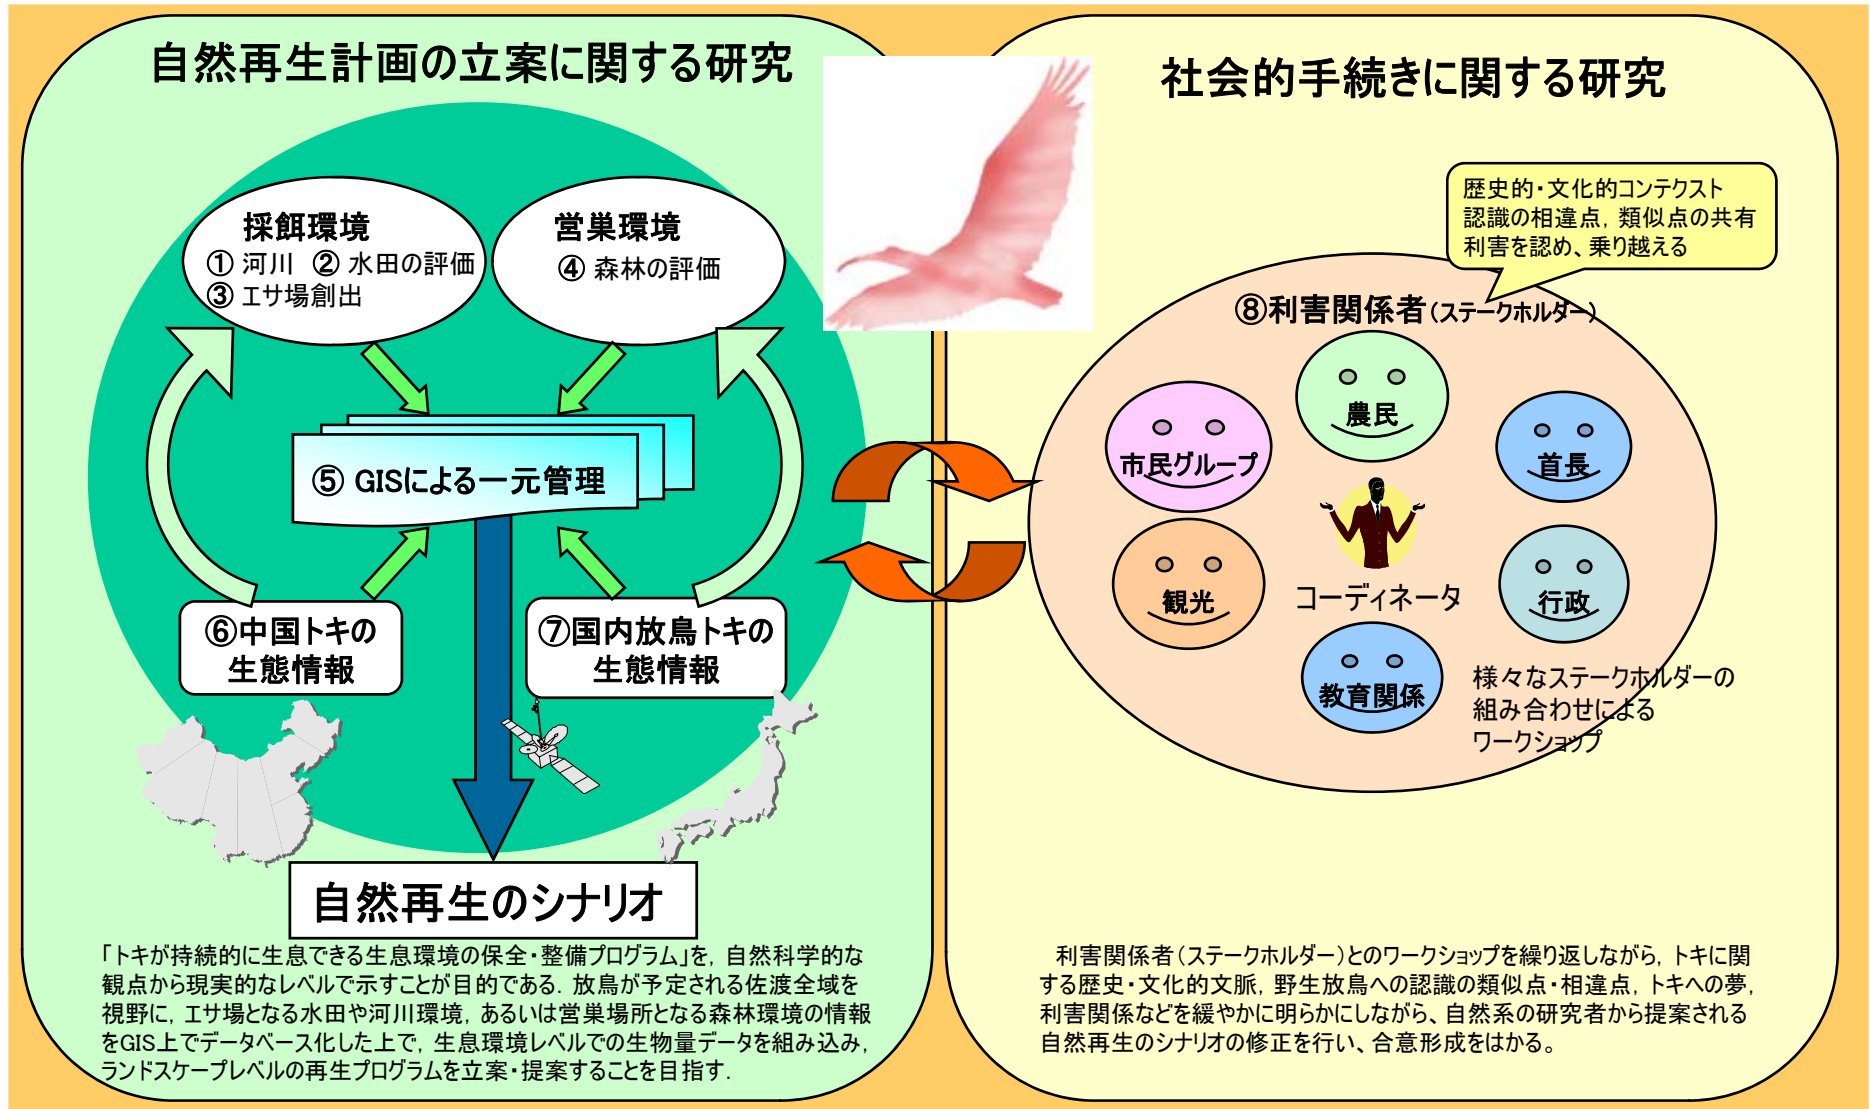 自然再生計画の立案に関する研究
採餌環境
① 河川 ② 水田の評価
③ エサ場創出
営巣環境
④ 森林の評価
⑤ GISによる一元管理
⑥中国トキの
生態情報
⑦国内放鳥トキの
生態情報
自然再生のシナリオ
「トキが持続的に生息できる生息環境の保全・整備プログラム」を, 自然科学的な
観点から現実的なレベルで示すことが目的である. 放鳥が予定される佐渡全域を
視野に, エサ場となる水田や河川環境, あるいは営巣場所となる森林環境の情報
をGIS上でデータベース化した上で, 生息環境レベルでの生物量データを組み込み,
ランドスケープレベルの再生プログラムを立案・提案することを目指す.
社会的手続きに関する研究
歴史的・文化的コンテクスト
認識の相違点, 類似点の共有
利害を認め、乗り越える
⑧利害関係者(ステークホルダー)
農民
市民グループ
首長
観光
コーディネータ
行政
教育関係
様々なステークホルダーの
組み合わせによる
ワークショップ
利害関係者(ステークホルダー)とのワークショップを繰り返しながら, トキに関
する歴史・文化的文脈, 野生放鳥への認識の類似点・相違点, トキへの夢,
利害関係などを緩やかに明らかにしながら、自然系の研究者から提案される
自然再生のシナリオの修正を行い、合意形成をはかる。